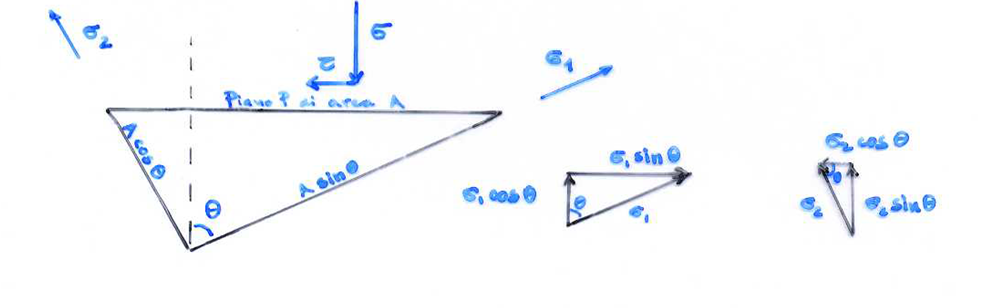 σ₂
σ
τ
σ₁
Piano P di area A
A cos θ
A sin θ
θ
σ₁ sin θ
σ₁ cos θ
θ
σ₁
σ₂ cos θ
θ
σ₂
σ₂ sin θ